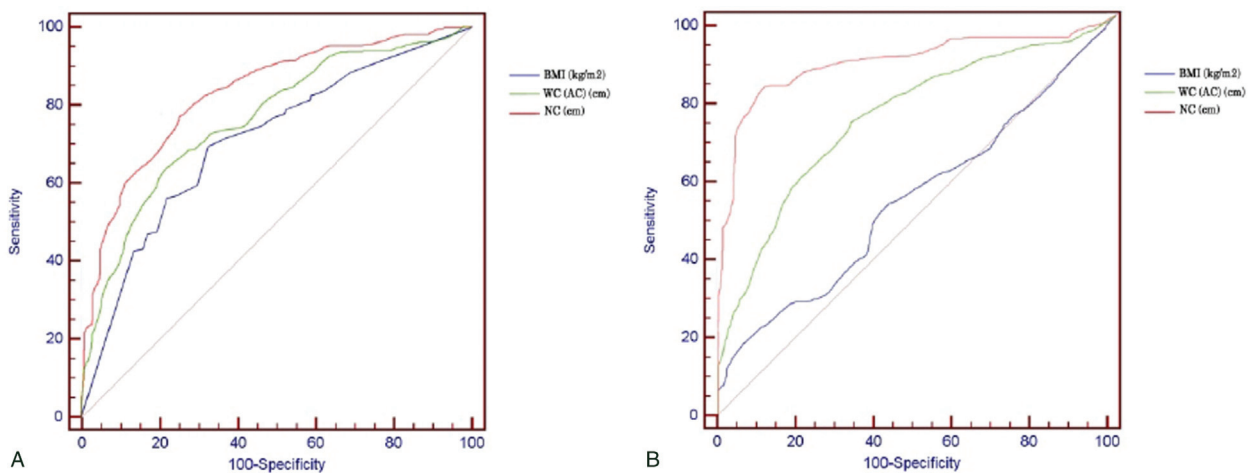 100
80
60
40
20
0
Sensitivity
0 20 40 60 80 100
100-Specificity
BMI (kg/m2)
WC (AC) (cm)
NC (cm)
A
100
80
60
40
20
0
Sensitivity
0 20 40 60 80 100
100-Specificity
BMI (kg/m2)
WC (AC) (cm)
NC (cm)
B